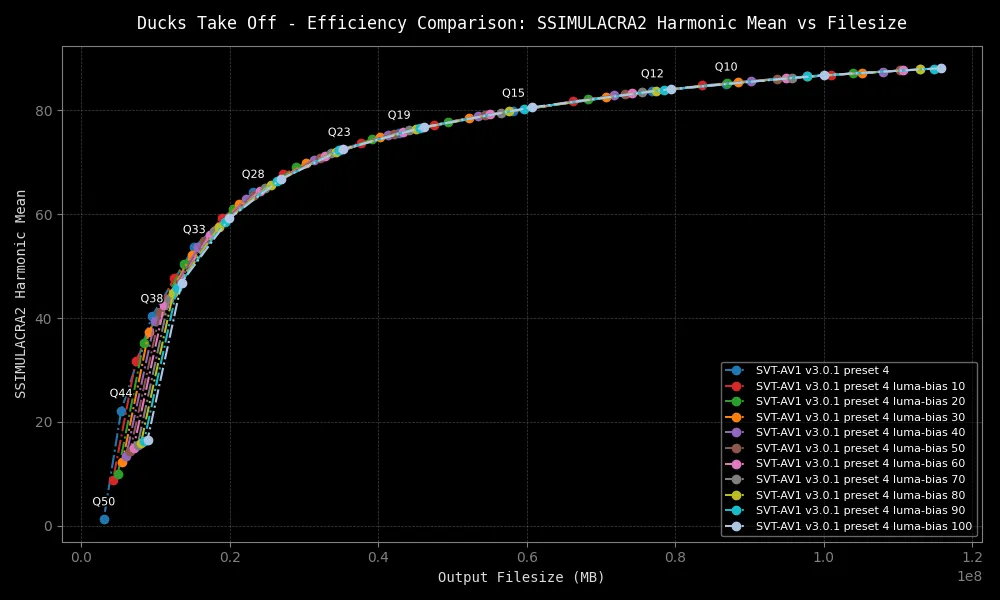 Ducks Take Off - Efficiency Comparison: SSIMULACRA2 Harmonic Mean vs Filesize
SSIMULACRA2 Harmonic Mean
80
60
40
20
0
Q10
Q12
Q15
Q19
Q23
Q28
Q33
Q38
Q44
Q50
SVT-AV1 v3.0.1 preset 4
SVT-AV1 v3.0.1 preset 4 luma-bias 10
SVT-AV1 v3.0.1 preset 4 luma-bias 20
SVT-AV1 v3.0.1 preset 4 luma-bias 30
SVT-AV1 v3.0.1 preset 4 luma-bias 40
SVT-AV1 v3.0.1 preset 4 luma-bias 50
SVT-AV1 v3.0.1 preset 4 luma-bias 60
SVT-AV1 v3.0.1 preset 4 luma-bias 70
SVT-AV1 v3.0.1 preset 4 luma-bias 80
SVT-AV1 v3.0.1 preset 4 luma-bias 90
SVT-AV1 v3.0.1 preset 4 luma-bias 100
0.0 0.2 0.4 0.6 0.8 1.0 1.2
1e8
Output Filesize (MB)